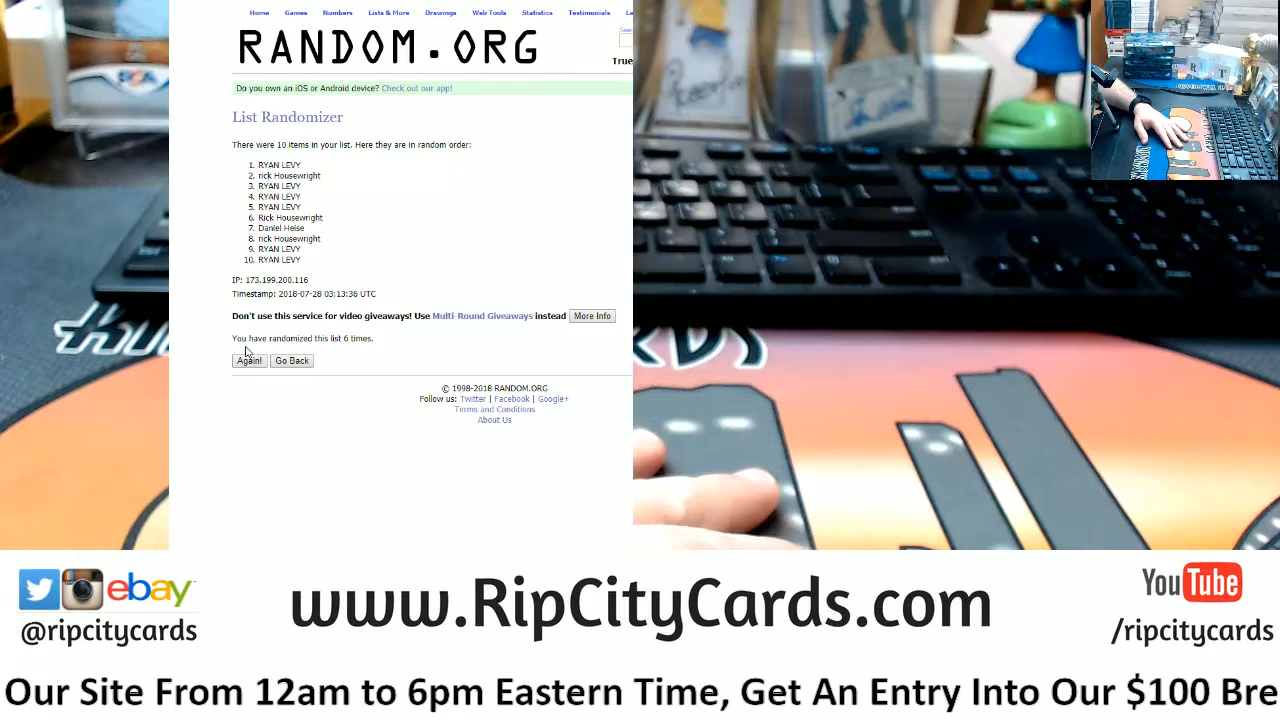 Home Games Numbers Lists & More Drawings Web Tools Statistics Testimonials
RANDOM.ORG
True
Do you own an iOS or Android device? Check out our app!
List Randomizer
There were 10 items in your list. Here they are in random order:
1. RYAN LEVY
2. rick Housewright
3. RYAN LEVY
4. RYAN LEVY
5. RYAN LEVY
6. Rick Housewright
7. Daniel Heise
8. rick Housewright
9. RYAN LEVY
10. RYAN LEVY
IP: 173.199.200.116
Timestamp: 2018-07-28 03:13:36 UTC
Don't use this service for video giveaways! Use Multi-Round Giveaways instead More Info
You have randomized this list 6 times.
Again! Go Back
© 1998-2018 RANDOM.ORG
Follow us: Twitter | Facebook | Google+
Terms and Conditions
About Us
ebay
@ripcitycards
www.RipCityCards.com
YouTube
/ripcitycards
Our Site From 12am to 6pm Eastern Time, Get An Entry Into Our $100 Bre